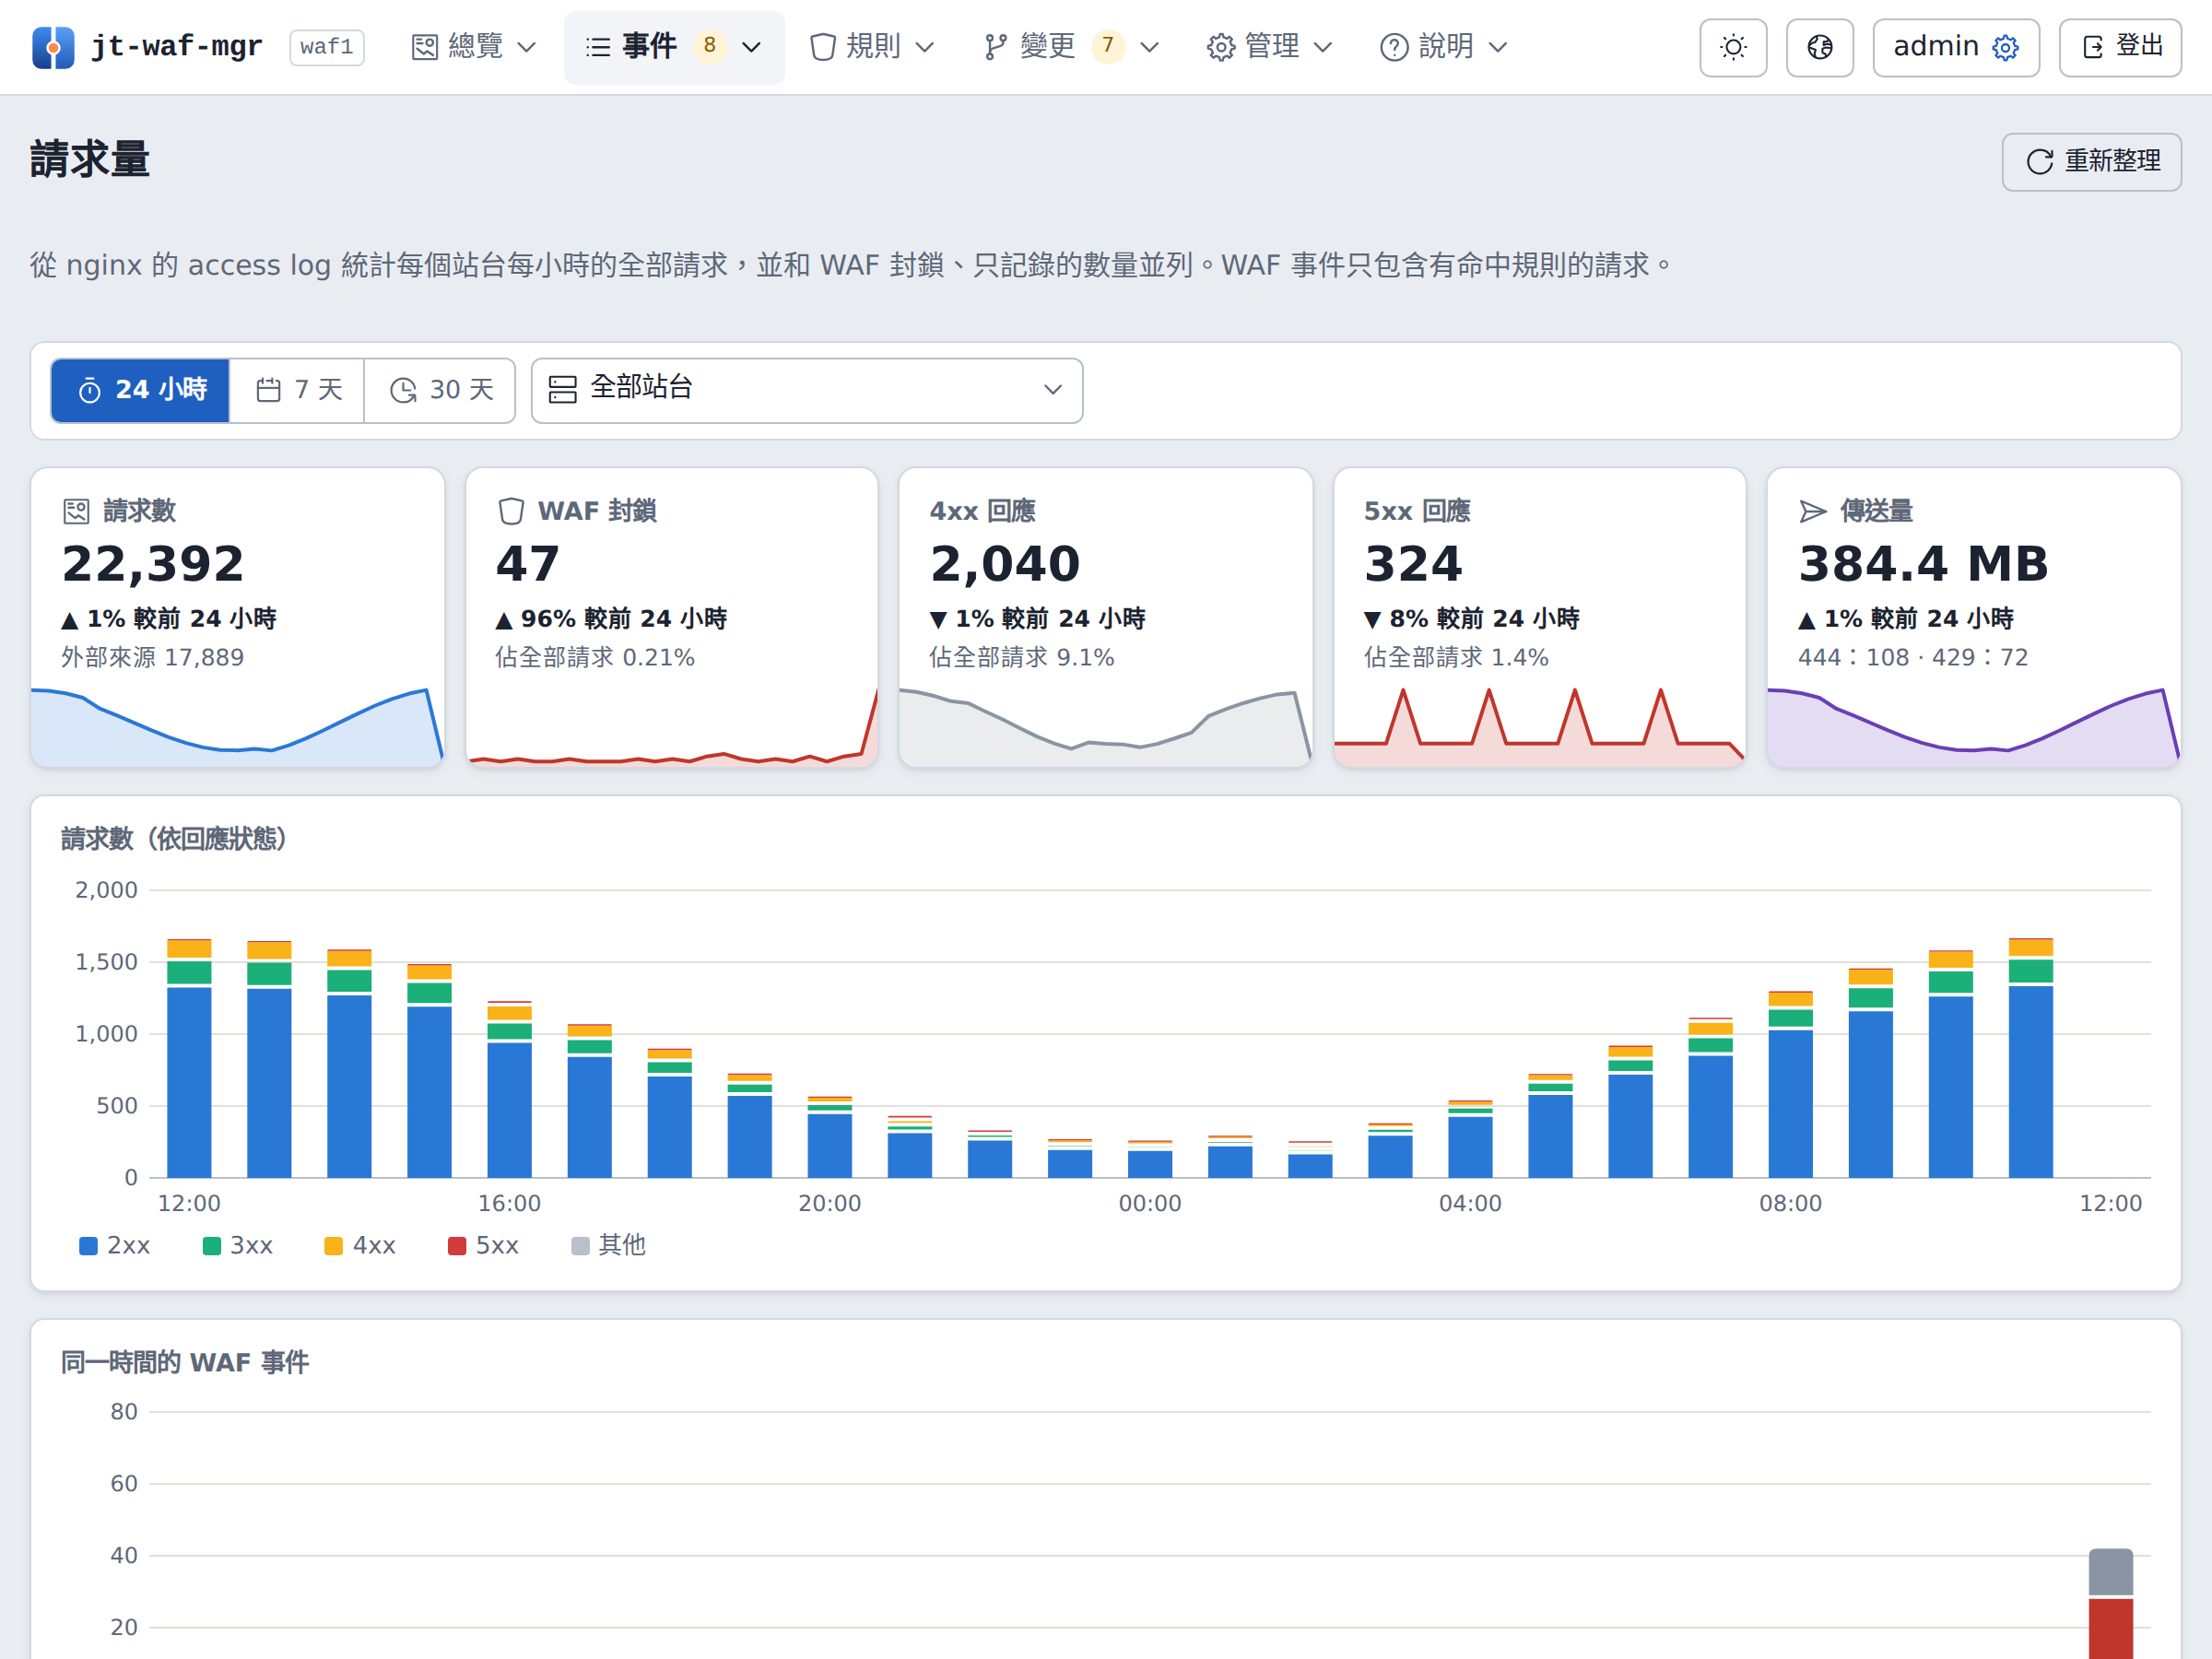 jt-waf-mgr waf1 總覽 事件 8 規則 變更 7 管理 說明 admin 登出
請求量 重新整理
從 nginx 的 access log 統計每個站台每小時的全部請求，並和 WAF 封鎖、只記錄的數量並列。WAF 事件只包含有命中規則的請求。
24 小時 7 天 30 天 全部站台
請求數
22,392
▲ 1% 較前 24 小時
外部來源 17,889
WAF 封鎖
47
▲ 96% 較前 24 小時
佔全部請求 0.21%
4xx 回應
2,040
▼ 1% 較前 24 小時
佔全部請求 9.1%
5xx 回應
324
▼ 8% 較前 24 小時
佔全部請求 1.4%
傳送量
384.4 MB
▲ 1% 較前 24 小時
444：108 · 429：72
請求數（依回應狀態）
2,000
1,500
1,000
500
0
12:00 16:00 20:00 00:00 04:00 08:00 12:00
2xx 3xx 4xx 5xx 其他
同一時間的 WAF 事件
80
60
40
20